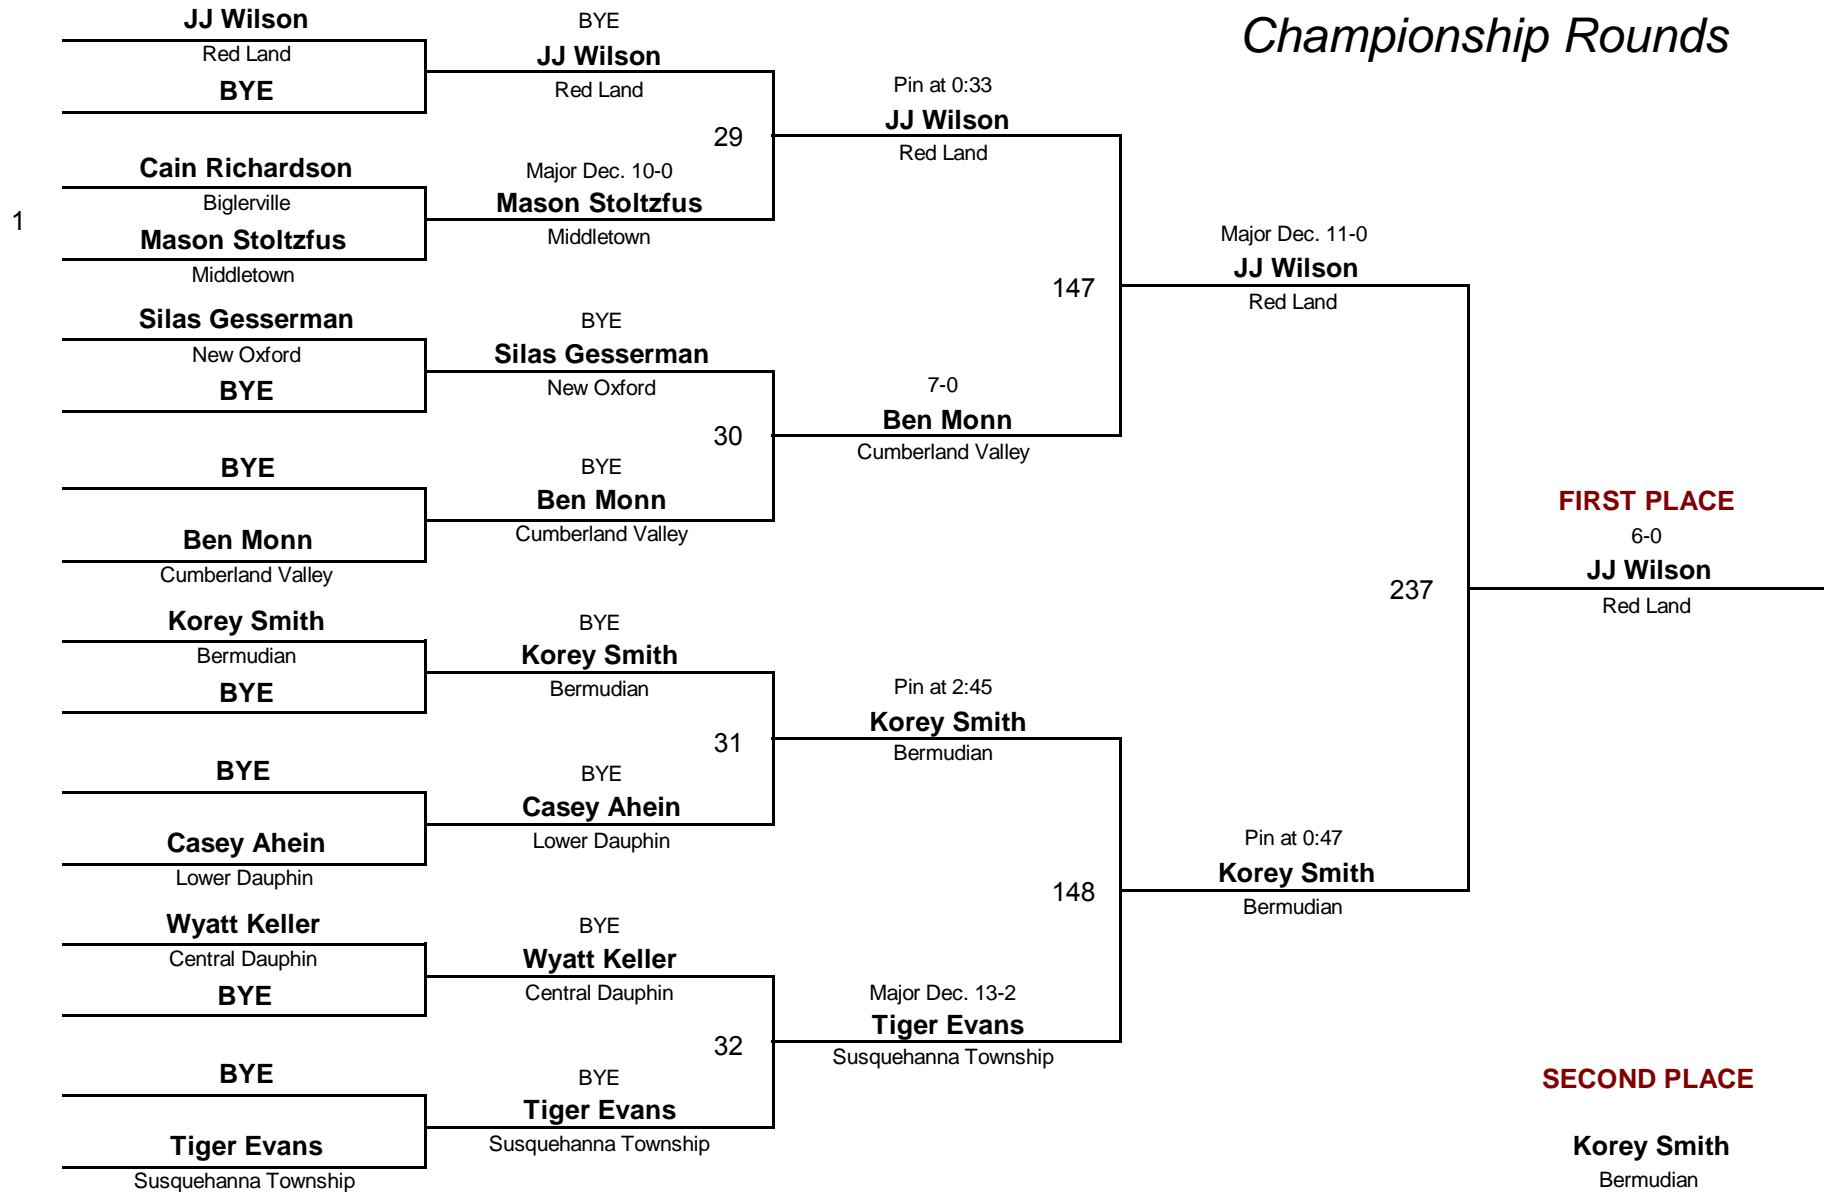 Championship Rounds
JJ Wilson
Red Land
BYE
1
Cain Richardson
Biglerville
Mason Stoltzfus
Middletown
Silas Gesserman
New Oxford
BYE
BYE
Ben Monn
Cumberland Valley
Korey Smith
Bermudian
BYE
BYE
Casey Ahein
Lower Dauphin
Wyatt Keller
Central Dauphin
BYE
BYE
Tiger Evans
Susquehanna Township
BYE
JJ Wilson
Red Land
29
Major Dec. 10-0
Mason Stoltzfus
Middletown
BYE
Silas Gesserman
New Oxford
30
BYE
Ben Monn
Cumberland Valley
BYE
Korey Smith
Bermudian
31
BYE
Casey Ahein
Lower Dauphin
BYE
Wyatt Keller
Central Dauphin
32
BYE
Tiger Evans
Susquehanna Township
Pin at 0:33
JJ Wilson
Red Land
147
7-0
Ben Monn
Cumberland Valley
Pin at 2:45
Korey Smith
Bermudian
148
Major Dec. 13-2
Tiger Evans
Susquehanna Township
Major Dec. 11-0
JJ Wilson
Red Land
237
Pin at 0:47
Korey Smith
Bermudian
FIRST PLACE
6-0
JJ Wilson
Red Land
SECOND PLACE
Korey Smith
Bermudian